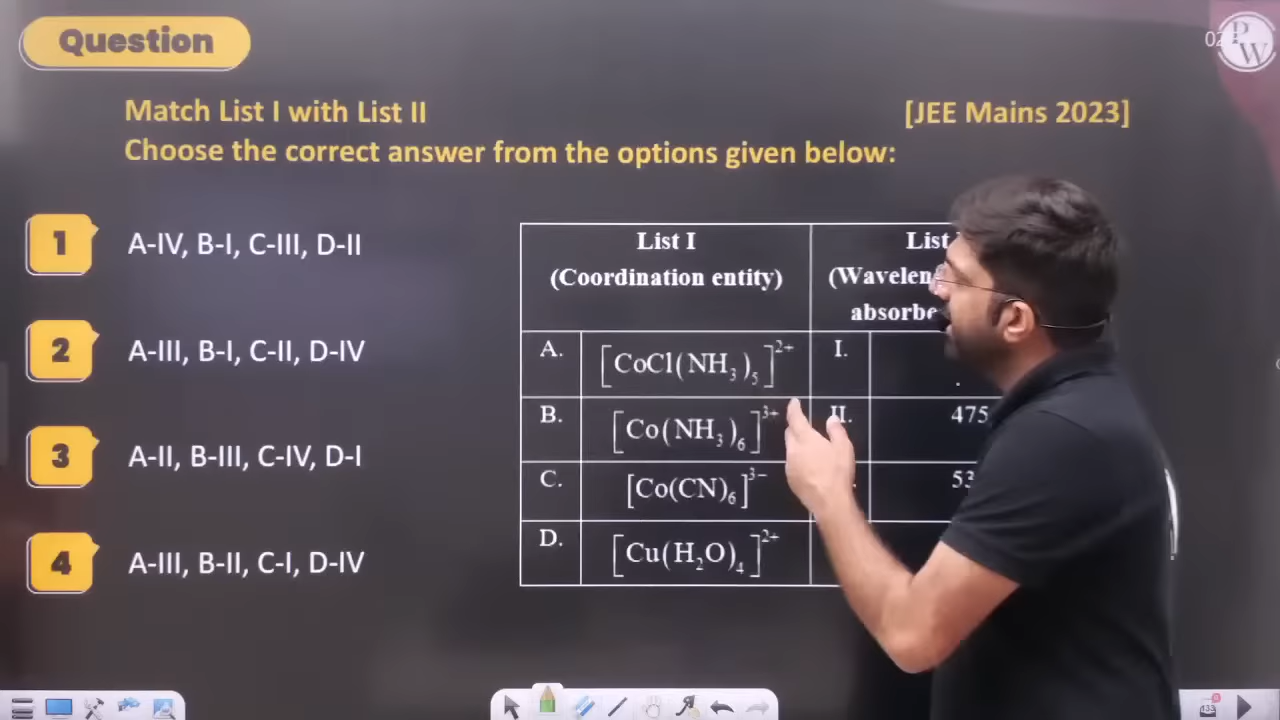 Question
Match List I with List II
[JEE Mains 2023]
Choose the correct answer from the options given below:
1 A-IV, B-I, C-III, D-II
2 A-III, B-I, C-II, D-IV
3 A-II, B-III, C-IV, D-I
4 A-III, B-II, C-I, D-IV
List I
(Coordination entity)
List
A. [CoCl(NH₃)₅]²⁺ I.
B. [Co(NH₃)₆]³⁺ II. 475
C. [Co(CN)₆]³⁻
D. [Cu(H₂O)₄]²⁺
PW